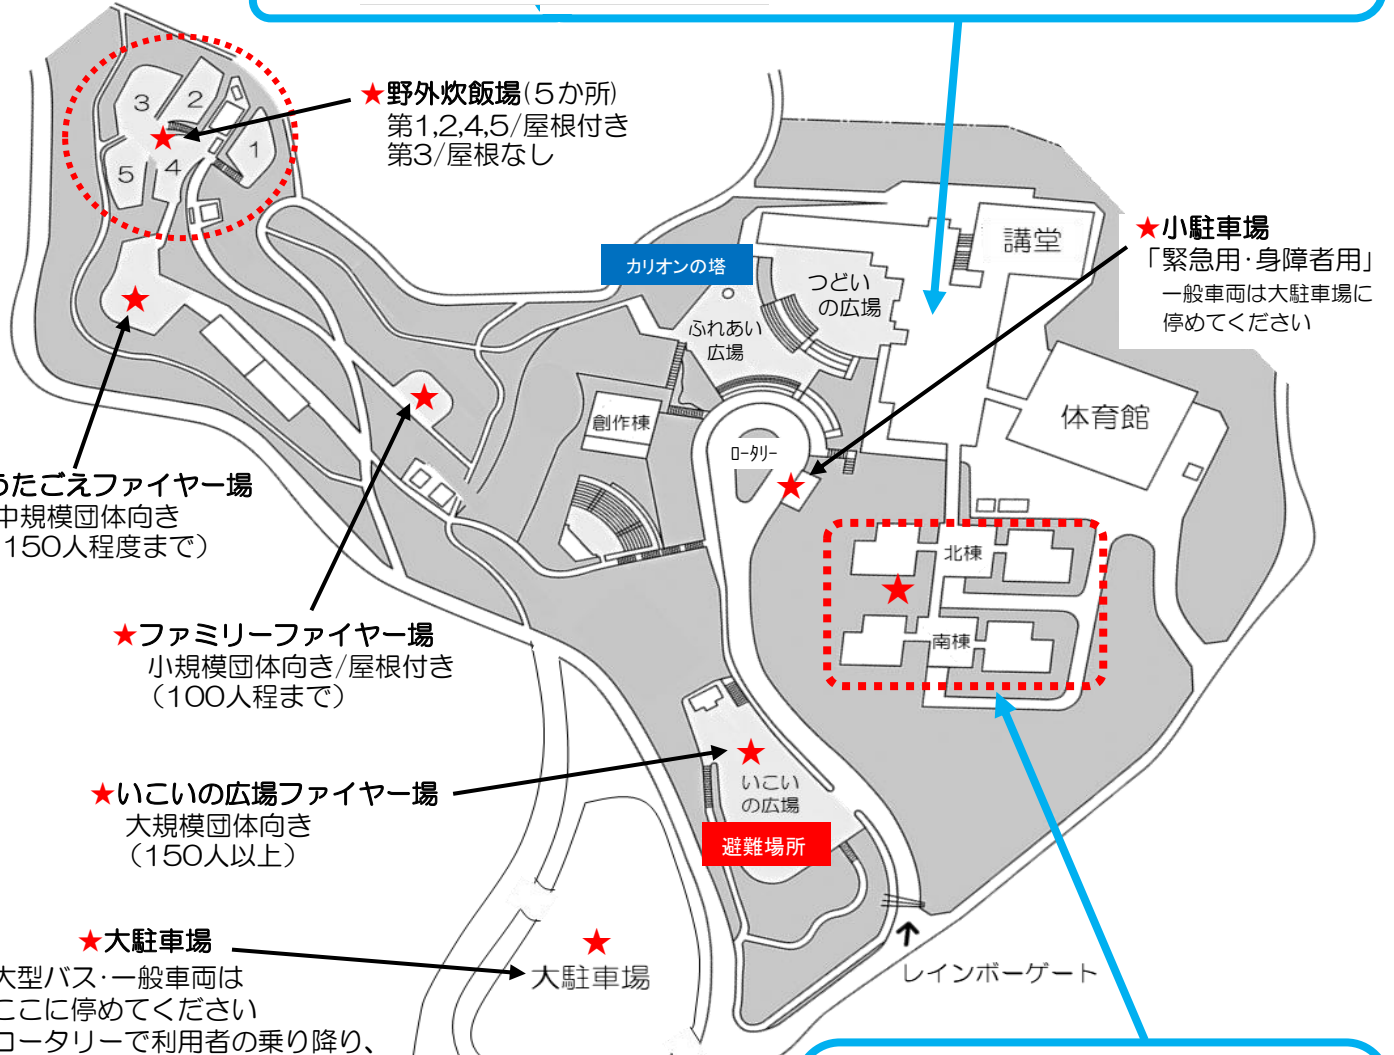 ★野外炊飯場(5か所)
第1,2,4,5/屋根付き
第3/屋根なし
3
2
1
5
4
カリオンの塔
つどい
の広場
ふれあい
広場
講堂
★小駐車場
「緊急用・身障者用」
一般車両は大駐車場に
停めてください
創作棟
ロータリー
体育館
うたごえファイヤー場
中規模団体向き
150人程度まで）
北棟
南棟
★ファミリーファイヤー場
小規模団体向き/屋根付き
（100人程まで）
★いこいの広場ファイヤー場
大規模団体向き
（150人以上）
いこい
の広場
避難場所
★大駐車場
大型バス・一般車両は
ここに停めてください
ロータリーで利用者の乗り降り、
大駐車場
レインボーゲート